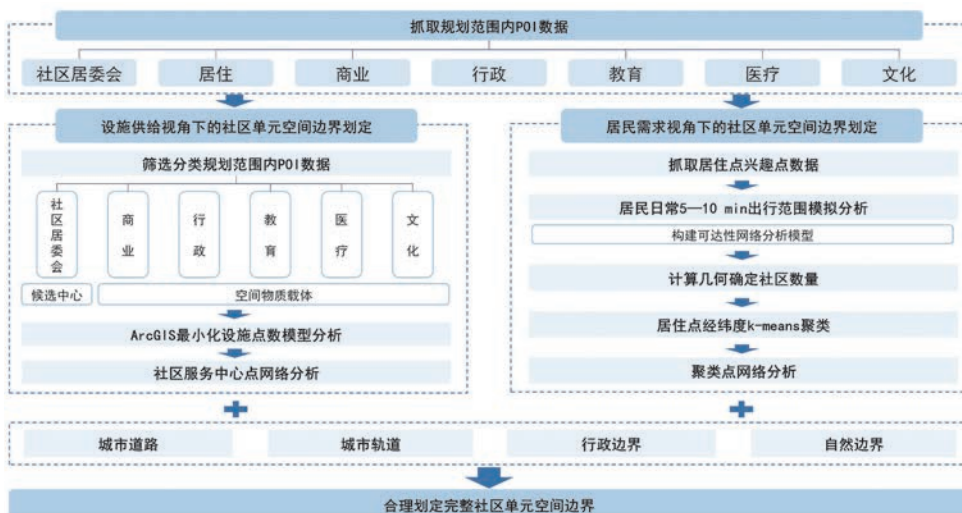 抓取规划范围内POI数据
社区居委会
居住
商业
行政
教育
医疗
文化
设施供给视角下的社区单元空间边界划定
筛选分类规划范围内POI数据
社区居委会
商业
行政
教育
医疗
文化
候选中心
空间物质载体
ArcGIS最小化设施点数模型分析
社区服务中心点网络分析
居民需求视角下的社区单元空间边界划定
抓取居住点兴趣点数据
居民日常5—10 min出行范围模拟分析
构建可达性网络分析模型
计算几何确定社区数量
居住点经纬度k-means聚类
聚类点网络分析
城市道路
城市轨道
行政边界
自然边界
合理划定完整社区单元空间边界